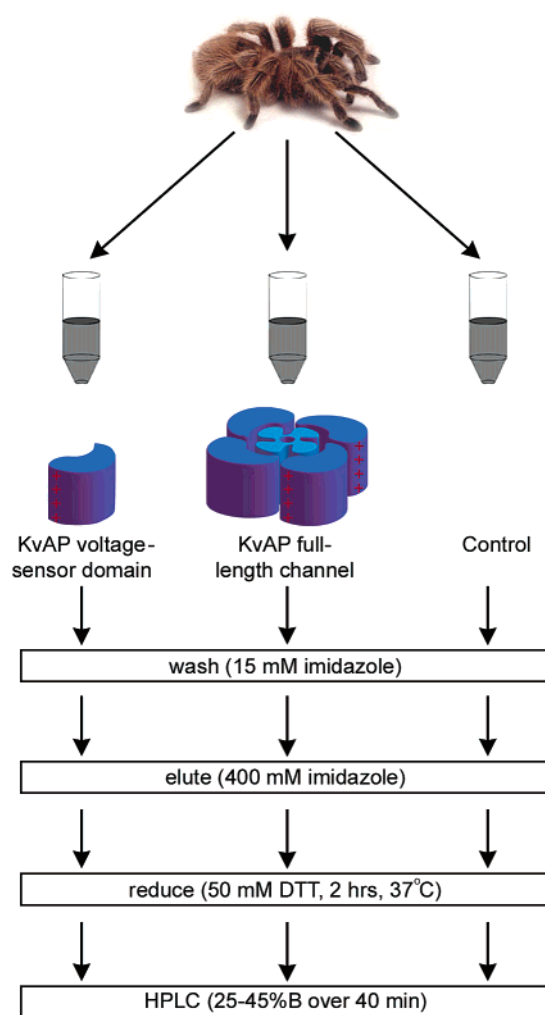 + + + +
+ + + +
+ + + +
KvAP voltage-
sensor domain
KvAP full-
length channel
Control
wash (15 mM imidazole)
elute (400 mM imidazole)
reduce (50 mM DTT, 2 hrs, 37°C)
HPLC (25-45%B over 40 min)